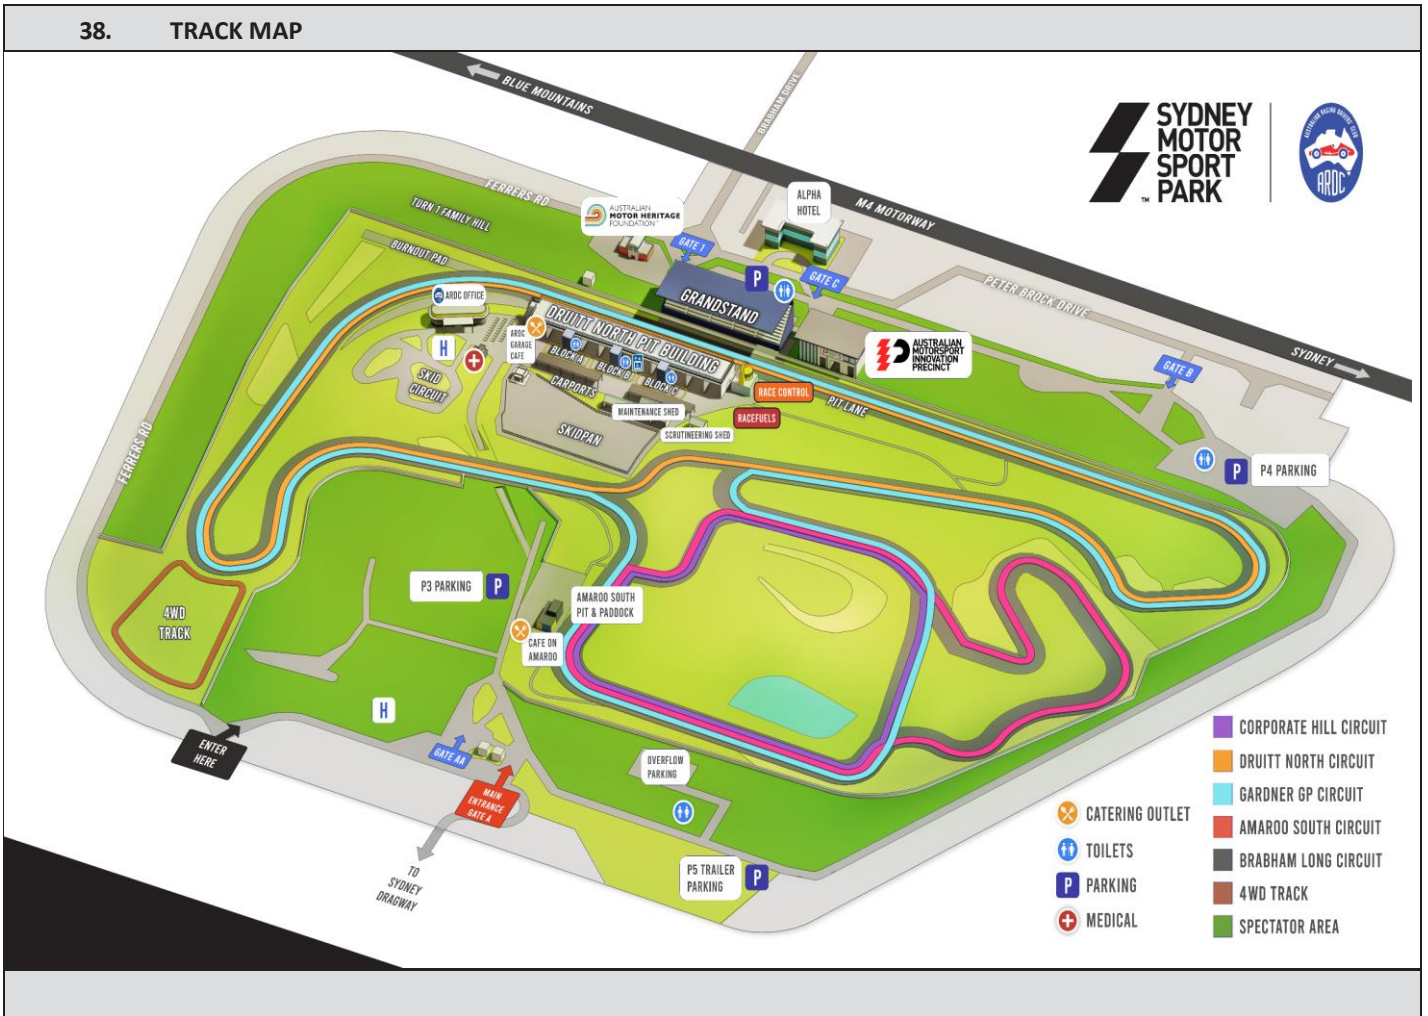 38. TRACK MAP
BLUE MOUNTAINS
BRABHAM DRIVE
SYDNEY
MOTOR
SPORT
PARK
TM
AUSTRALIAN RACING DRIVERS' CLUB
ARDC
FERRERS RD
TURN 1 FAMILY HILL
AUSTRALIAN
MOTOR HERITAGE
FOUNDATION
ALPHA
HOTEL
M4 MOTORWAY
BURNOUT PAD
GATE 1
P
GATE C
PETER BROCK DRIVE
ARDC OFFICE
GRANDSTAND
DRUITT NORTH PIT BUILDING
AUSTRALIAN
MOTORSPORT
INNOVATION
PRECINCT
SYDNEY
GATE B
H
ARDC
GARAGE
CAFE
BLOCK A
BLOCK B
BLOCK C
SKID
CIRCUIT
CARPORTS
RACE CONTROL
PIT LANE
MAINTENANCE SHED
RACEFUELS
SKIDPAN
SCRUTINEERING SHED
FERRERS RD
P
P4 PARKING
P3 PARKING
P
AMAROO SOUTH
PIT & PADDOCK
4WD
TRACK
CAFE ON
AMAROO
H
ENTER
HERE
GATE AA
OVERFLOW
PARKING
MAIN
ENTRANCE
GATE A
TO
SYDNEY
DRAGWAY
P5 TRAILER
PARKING
P
CATERING OUTLET
TOILETS
P
PARKING
MEDICAL
CORPORATE HILL CIRCUIT
DRUITT NORTH CIRCUIT
GARDNER GP CIRCUIT
AMAROO SOUTH CIRCUIT
BRABHAM LONG CIRCUIT
4WD TRACK
SPECTATOR AREA